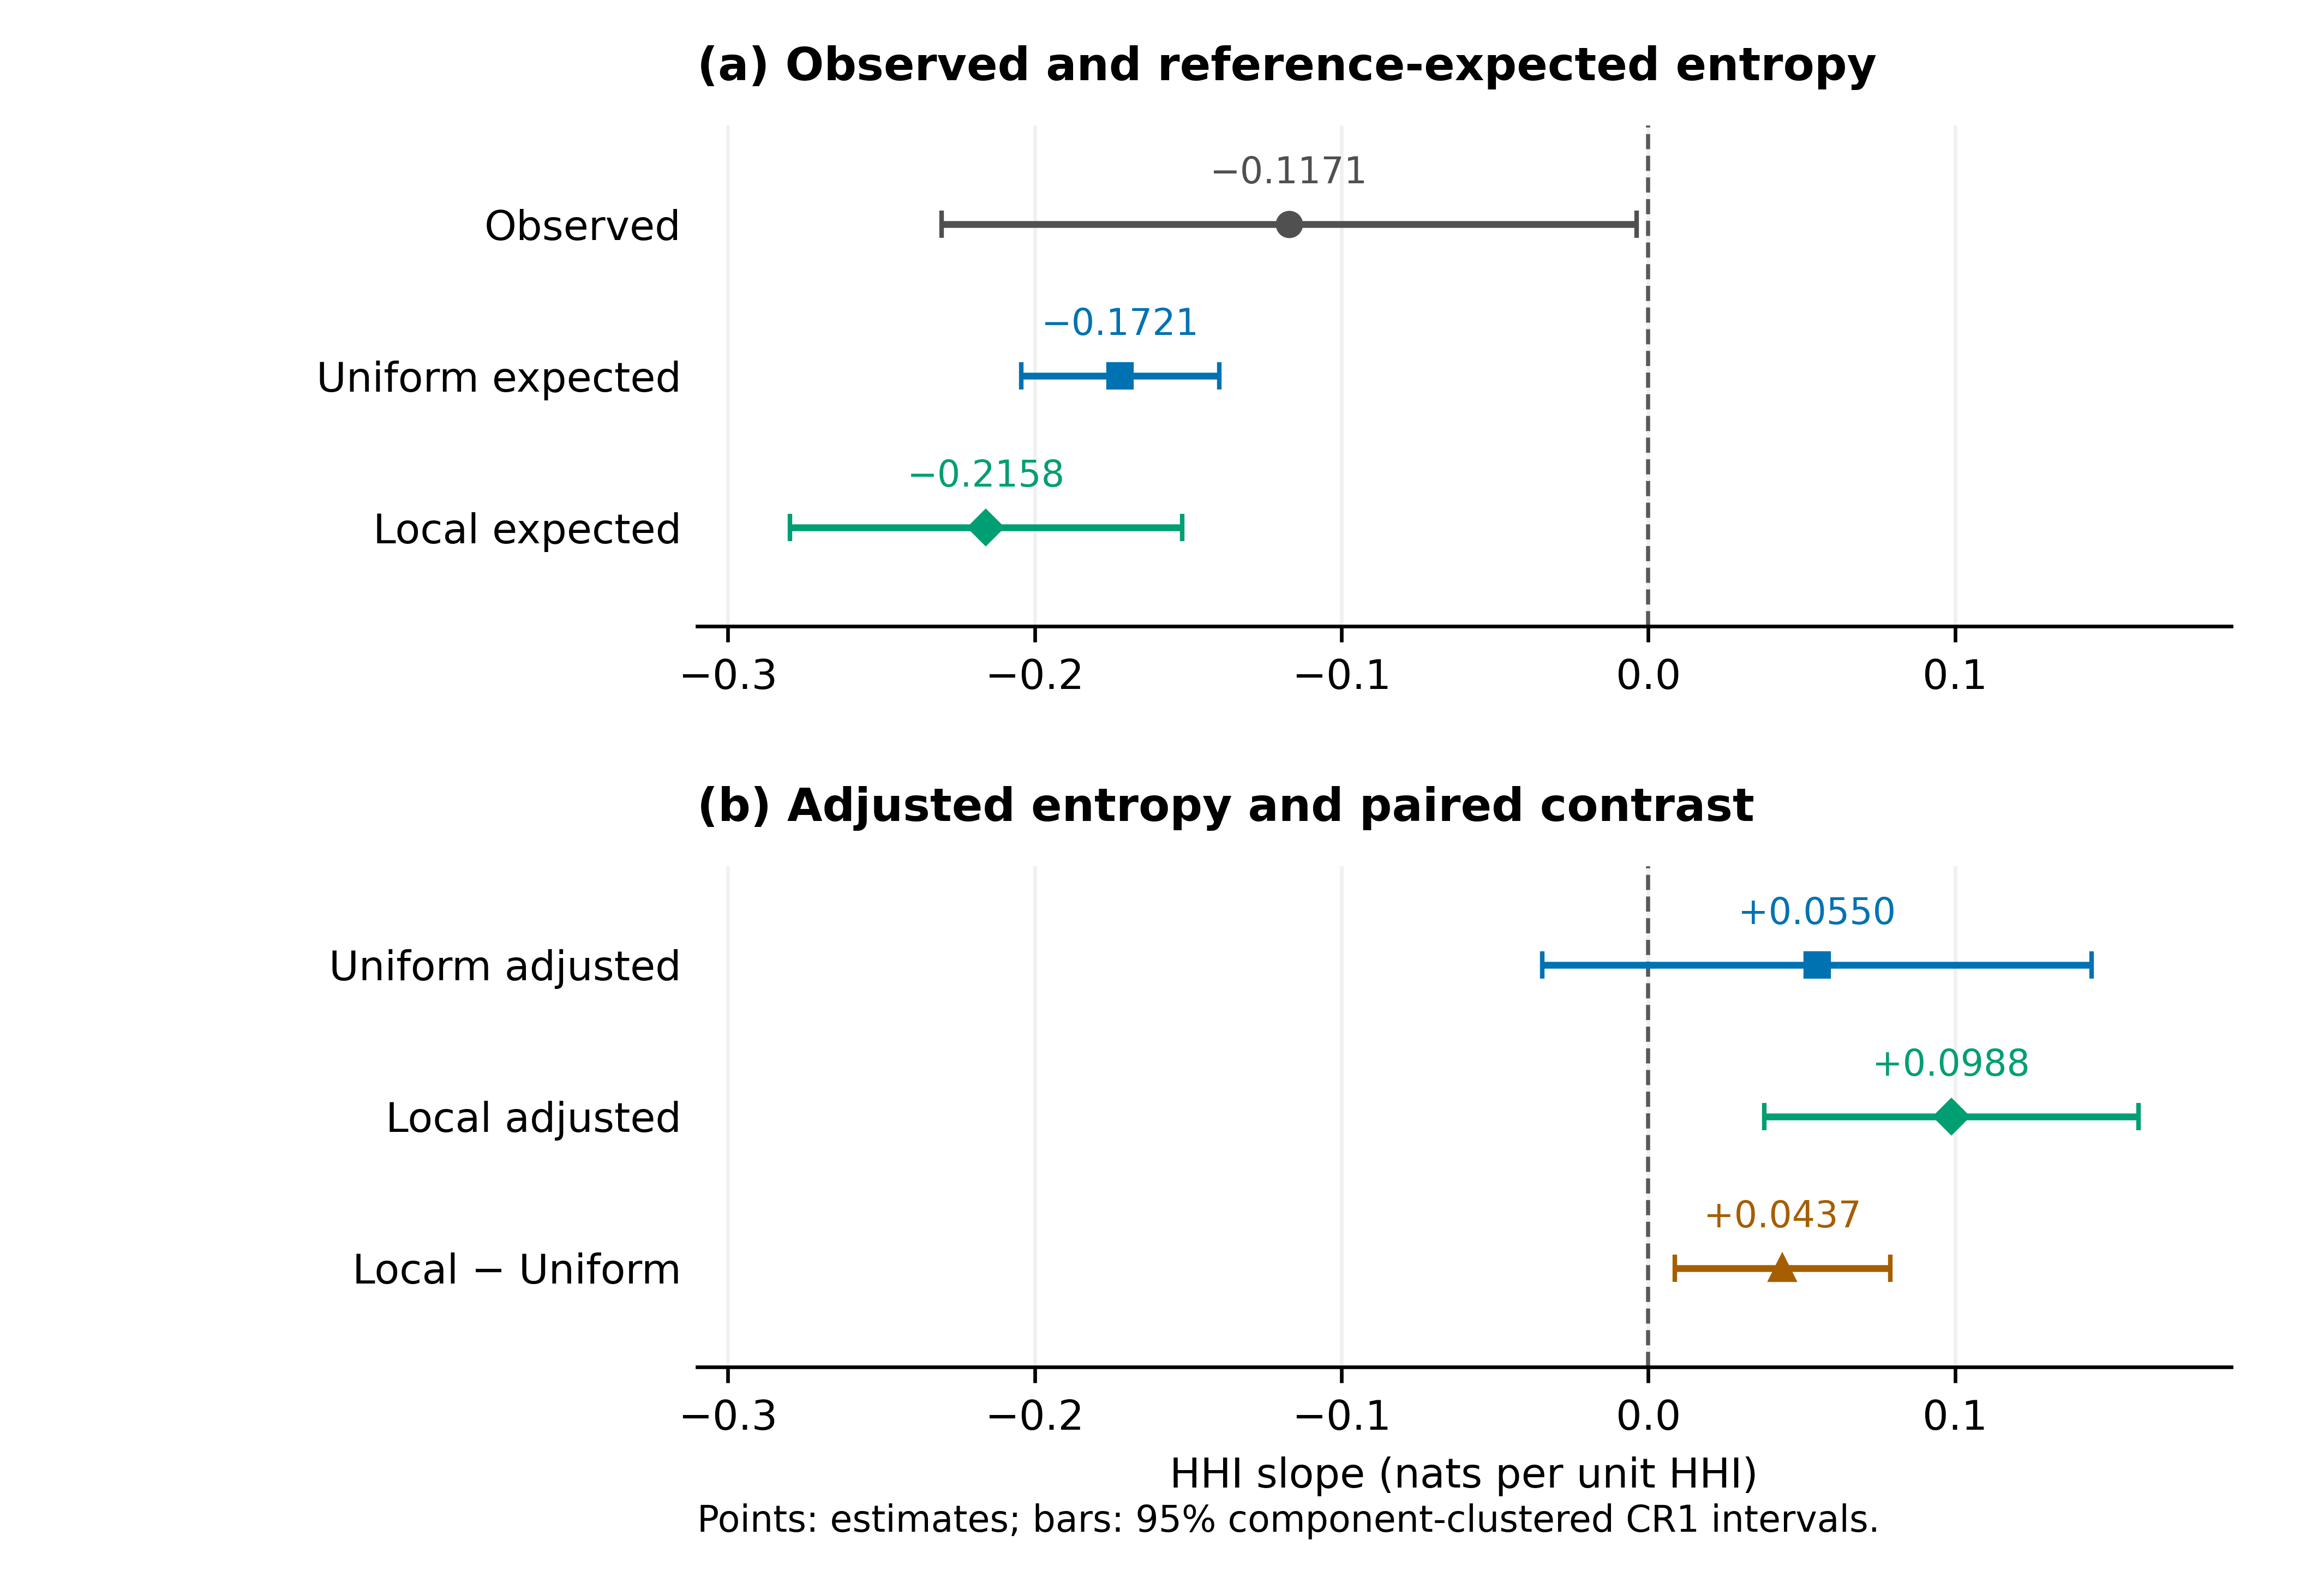 (a) Observed and reference-expected entropy
−0.1171
Observed
−0.1721
Uniform expected
−0.2158
Local expected
−0.3 −0.2 −0.1 0.0 0.1
(b) Adjusted entropy and paired contrast
+0.0550
Uniform adjusted
+0.0988
Local adjusted
+0.0437
Local − Uniform
−0.3 −0.2 −0.1 0.0 0.1
HHI slope (nats per unit HHI)
Points: estimates; bars: 95% component-clustered CR1 intervals.